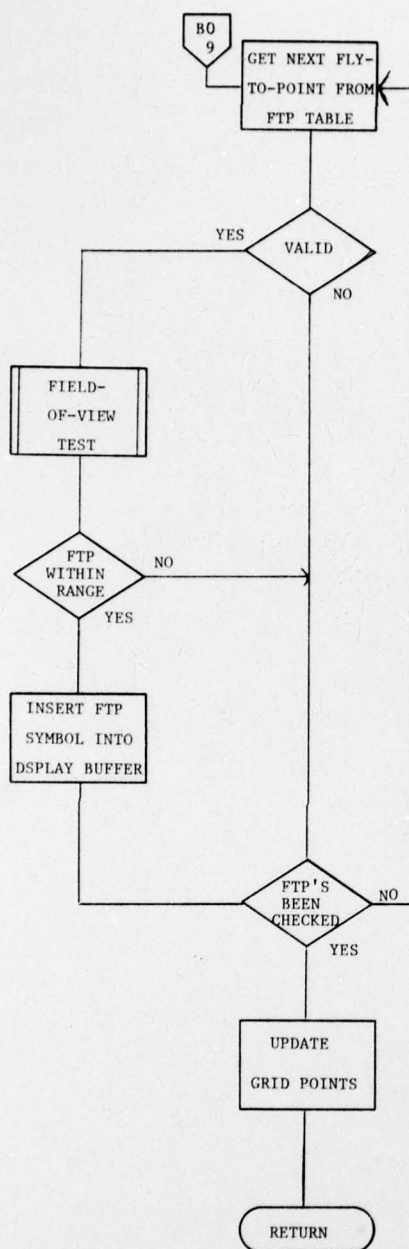 BO
9
GET NEXT FLY-
TO-POINT FROM
FTP TABLE
YES
VALID
NO
FIELD-
OF-VIEW
TEST
FTP
WITHIN
RANGE
NO
YES
INSERT FTP
SYMBOL INTO
DSPLAY BUFFER
FTP'S
BEEN
CHECKED
NO
YES
UPDATE
GRID POINTS
RETURN